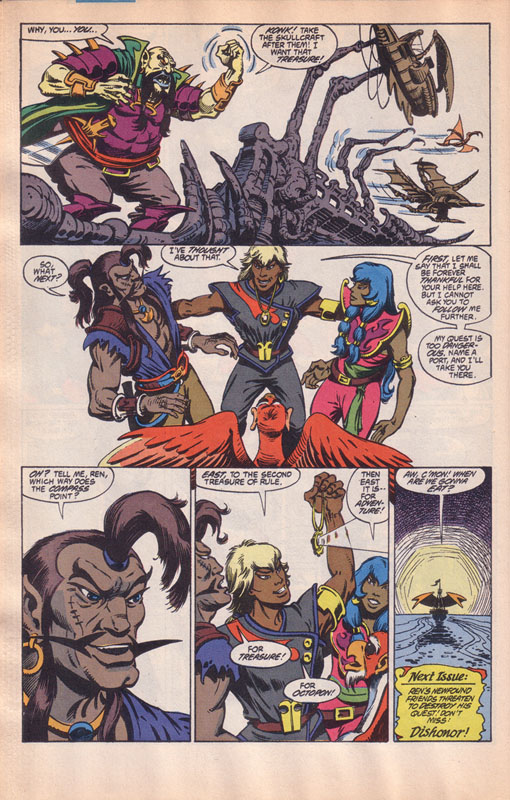 WHY, YOU... YOU...
KONK! TAKE
THE SKULLCRAFT
AFTER THEM! I
WANT THAT
TREASURE!
SO,
WHAT
NEXT?
I'VE THOUGHT
ABOUT THAT.
FIRST, LET ME
SAY THAT I SHALL
BE FOREVER
THANKFUL FOR
YOUR HELP HERE.
BUT I CANNOT
ASK YOU TO
FOLLOW ME
FURTHER.
MY QUEST IS
TOO DANGER-
OUS. NAME A
PORT, AND I'LL
TAKE YOU
THERE.
OH? TELL ME, REN,
WHICH WAY DOES
THE COMPASS
POINT?
EAST, TO THE SECOND
TREASURE OF RULE.
THEN
EAST IT
IS--
FOR
ADVEN-
TURE!
FOR
TREASURE!
FOR
OCTOPON!
AW, C'MON! WHEN
ARE WE GONNA
EAT?
Next Issue:
REN'S NEWFOUND
FRIENDS THREATEN
TO DESTROY HIS
QUEST! DON'T
MISS!
Dishonor!